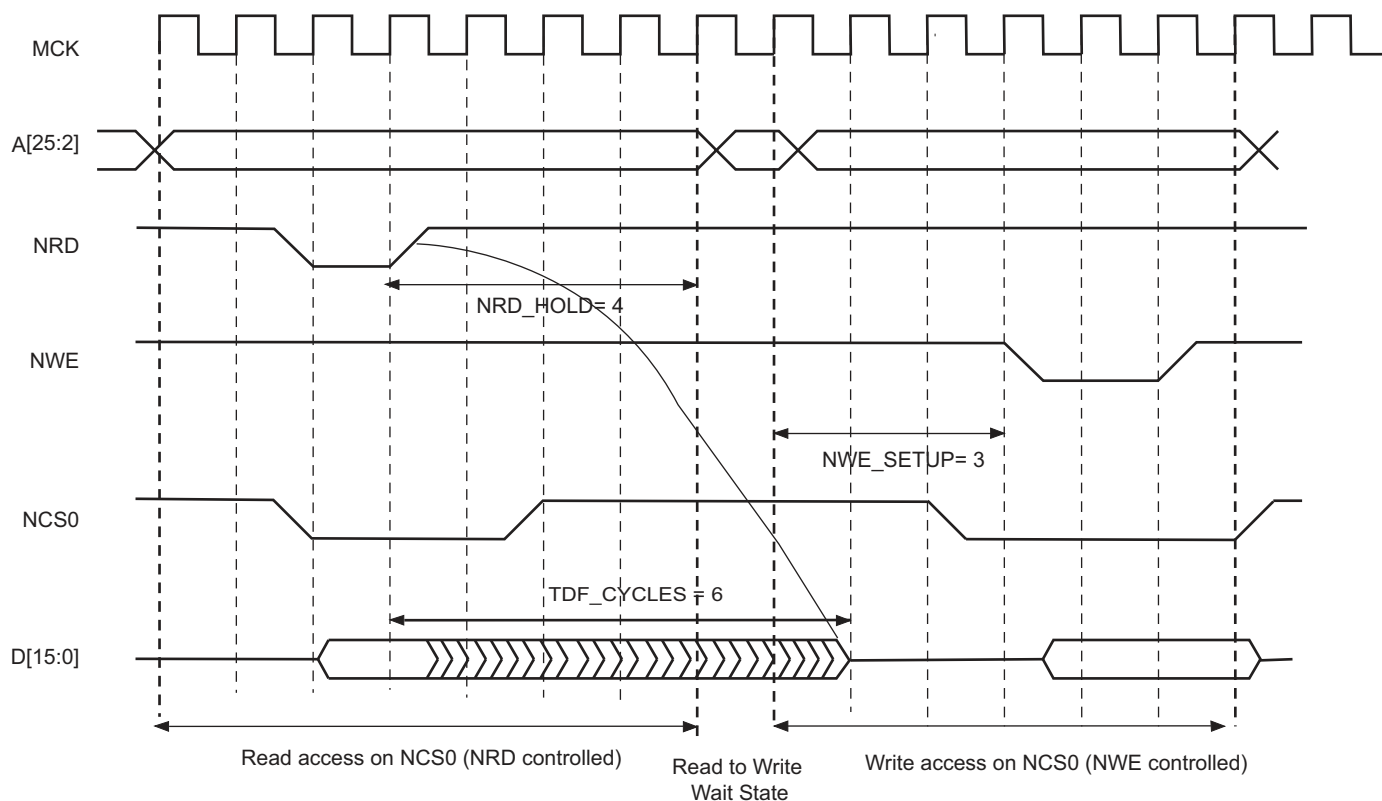 MCK
A[25:2]
NRD
NRD_HOLD= 4
NWE
NWE_SETUP= 3
NCS0
TDF_CYCLES = 6
D[15:0]
Read access on NCS0 (NRD controlled)
Read to Write
Wait State
Write access on NCS0 (NWE controlled)